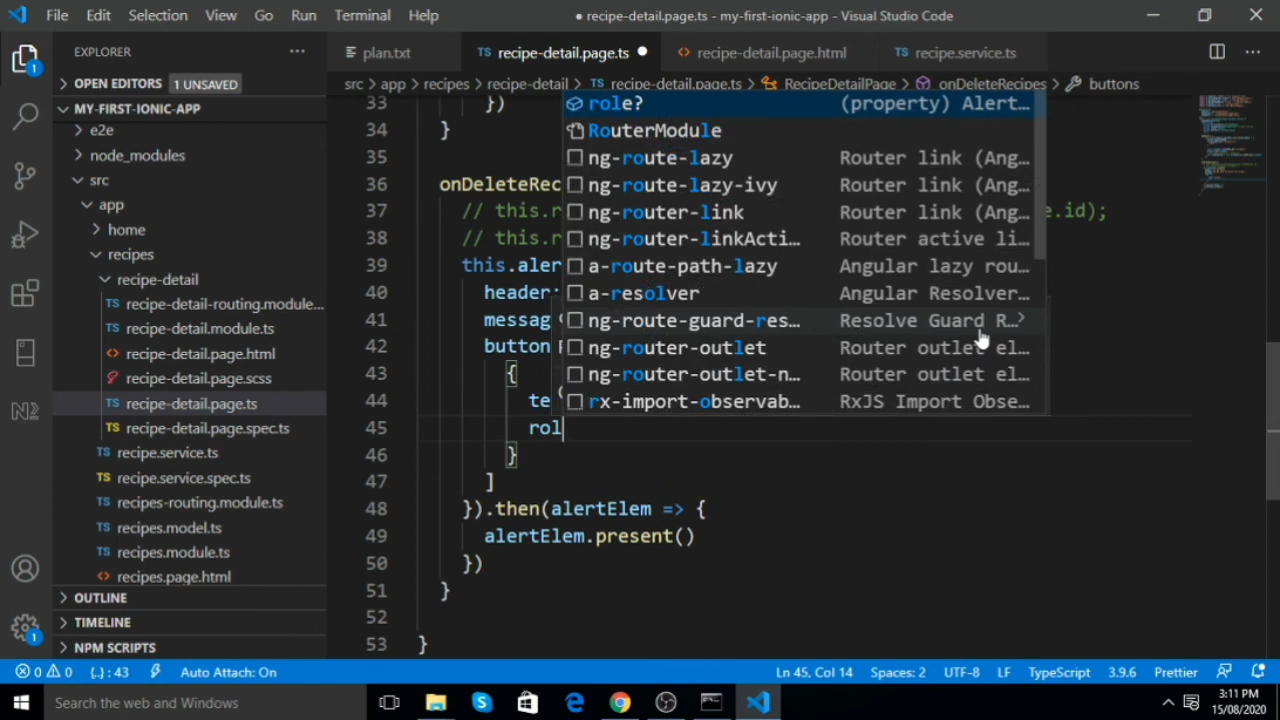 File Edit Selection View Go Run Terminal Help
● recipe-detail.page.ts - my-first-ionic-app - Visual Studio Code
EXPLORER
plan.txt
TS recipe-detail.page.ts
recipe-detail.page.html
TS recipe.service.ts
OPEN EDITORS 1 UNSAVED
src > app > recipes > recipe-detail > TS recipe-detail.page.ts > RecipeDetailPage > onDeleteRecipes > buttons
MY-FIRST-IONIC-APP
e2e
node_modules
src
app
home
recipes
recipe-detail
TS recipe-detail-routing.module...
TS recipe-detail.module.ts
recipe-detail.page.html
recipe-detail.page.scss
TS recipe-detail.page.ts
TS recipe-detail.page.spec.ts
TS recipe.service.ts
TS recipe.service.spec.ts
TS recipes-routing.module.ts
TS recipes.model.ts
TS recipes.module.ts
recipes.page.html
OUTLINE
TIMELINE
NPM SCRIPTS
33 })
34 }
35
36 onDeleteRec
37 // this.r e.id);
38 // this.r
39 this.aler
40 header:
41 messag
42 button
43 {
44 te
45 rol
46 }
47 ]
48 }).then(alertElem => {
49 alertElem.present()
50 })
51 }
52
53 }
role? (property) Alert…
RouterModule
ng-route-lazy Router link (Ang…
ng-route-lazy-ivy Router link (Ang…
ng-router-link Router link (Ang…
ng-router-linkActi… Router active li…
a-route-path-lazy Angular lazy rou…
a-resolver Angular Resolver…
ng-route-guard-res… Resolve Guard R…>
ng-router-outlet Router outlet el…
ng-router-outlet-n… Router outlet el…
rx-import-observab… RxJS Import Obse…
0 0 {..}: 43 Auto Attach: On Ln 45, Col 14 Spaces: 2 UTF-8 LF TypeScript 3.9.6 Prettier
Search the web and Windows
3:11 PM
15/08/2020